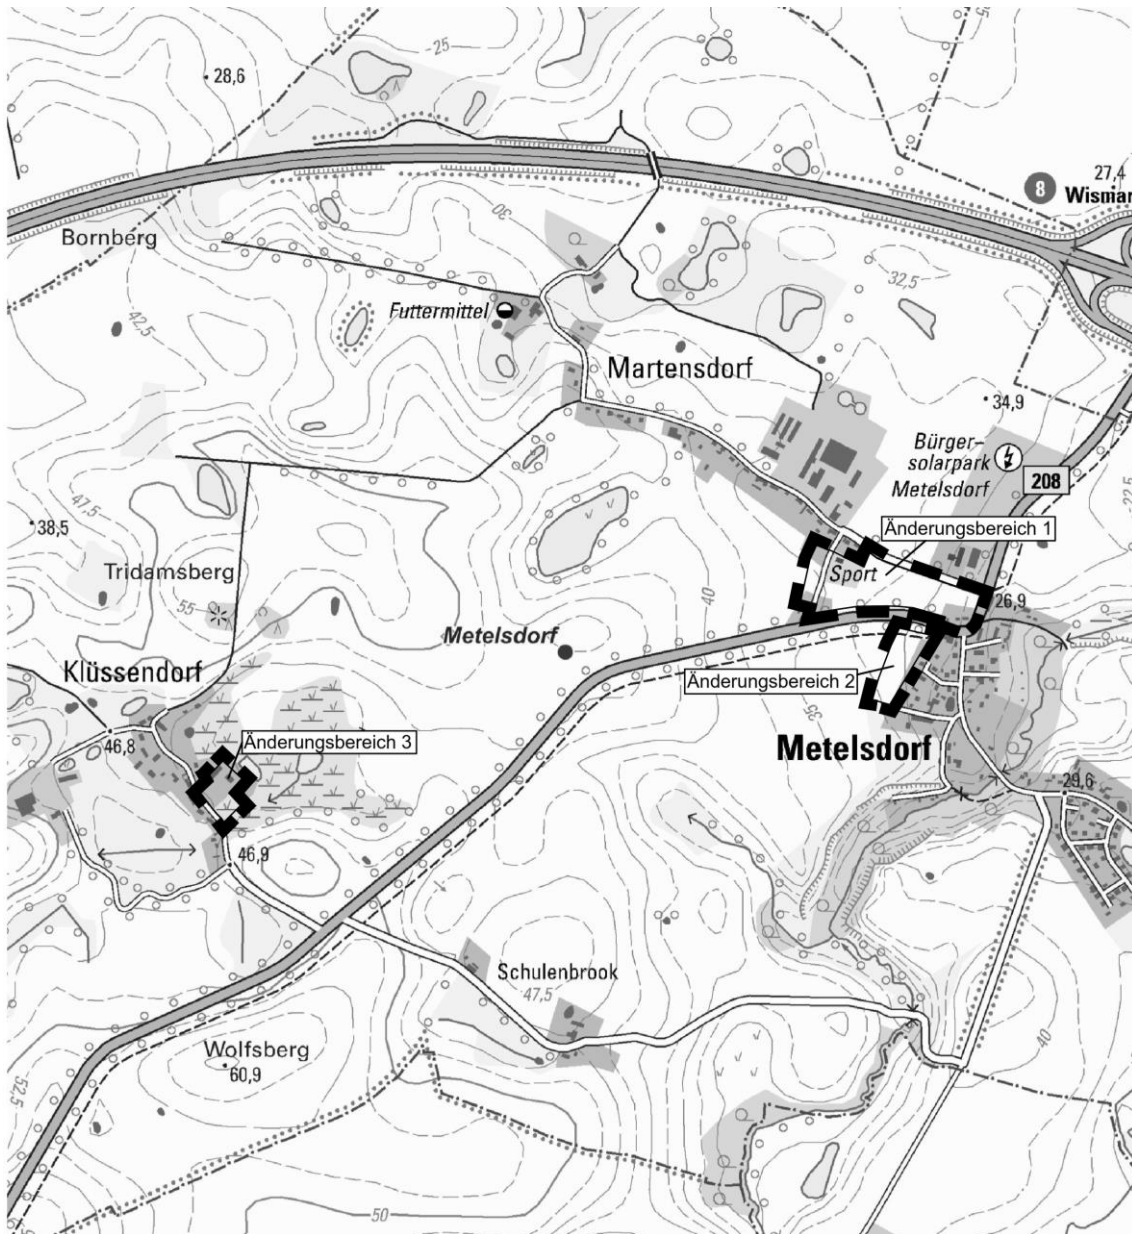 25
28,6
27,4
8
Wismar
30
Bornberg
32,5
42,5
Futtermittel
Martensdorf
34,9
Bürger-
solarpark
Metelsdorf
208
22,5
47,5
38,5
Änderungsbereich 1
Tridamsberg
Sport
40
55
26,9
Metelsdorf
Klüssendorf
Änderungsbereich 2
35
46,8
Änderungsbereich 3
Metelsdorf
29,6
46,9
Schulenbrook
47,5
Wolfsberg
60,9
40
52,5
50